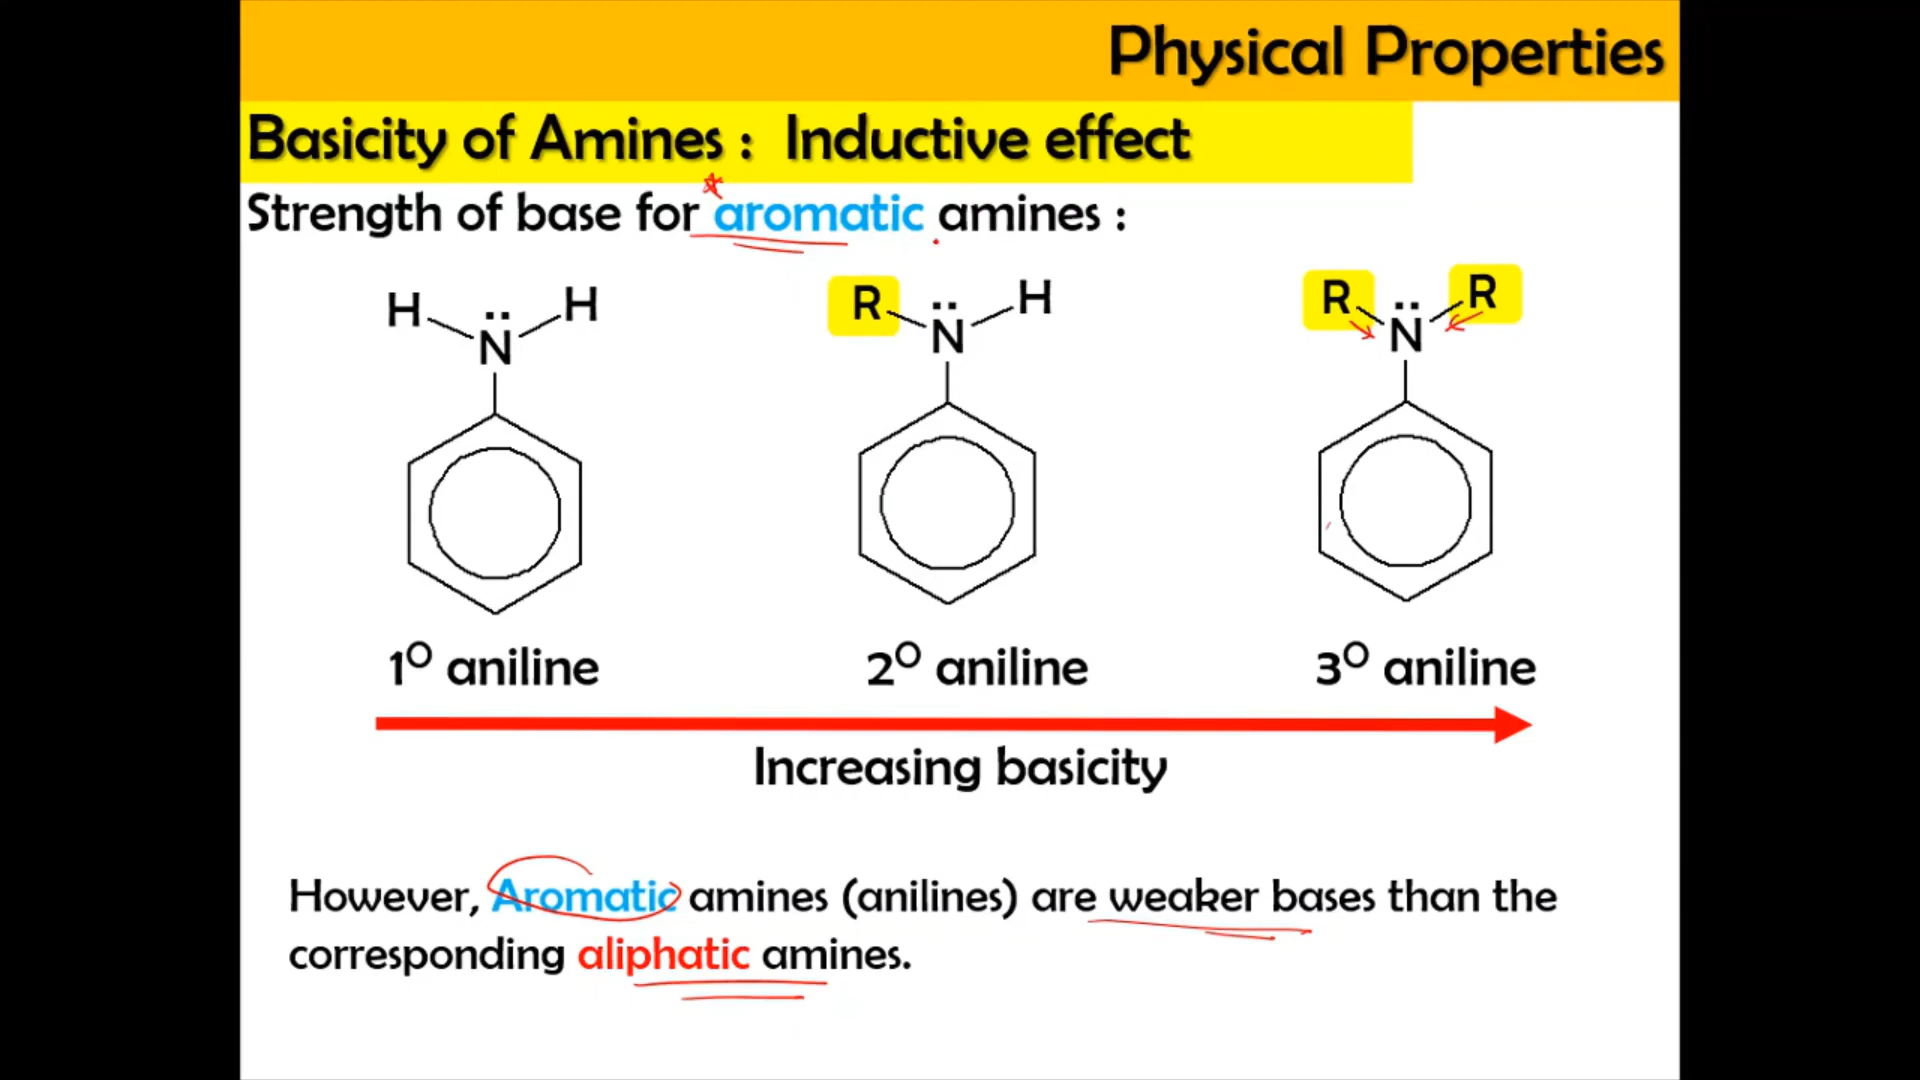 Physical Properties
Basicity of Amines : Inductive effect
Strength of base for aromatic amines :
H N H
R N H
R N R
1O aniline
2O aniline
3O aniline
Increasing basicity
However, Aromatic amines (anilines) are weaker bases than the
corresponding aliphatic amines.